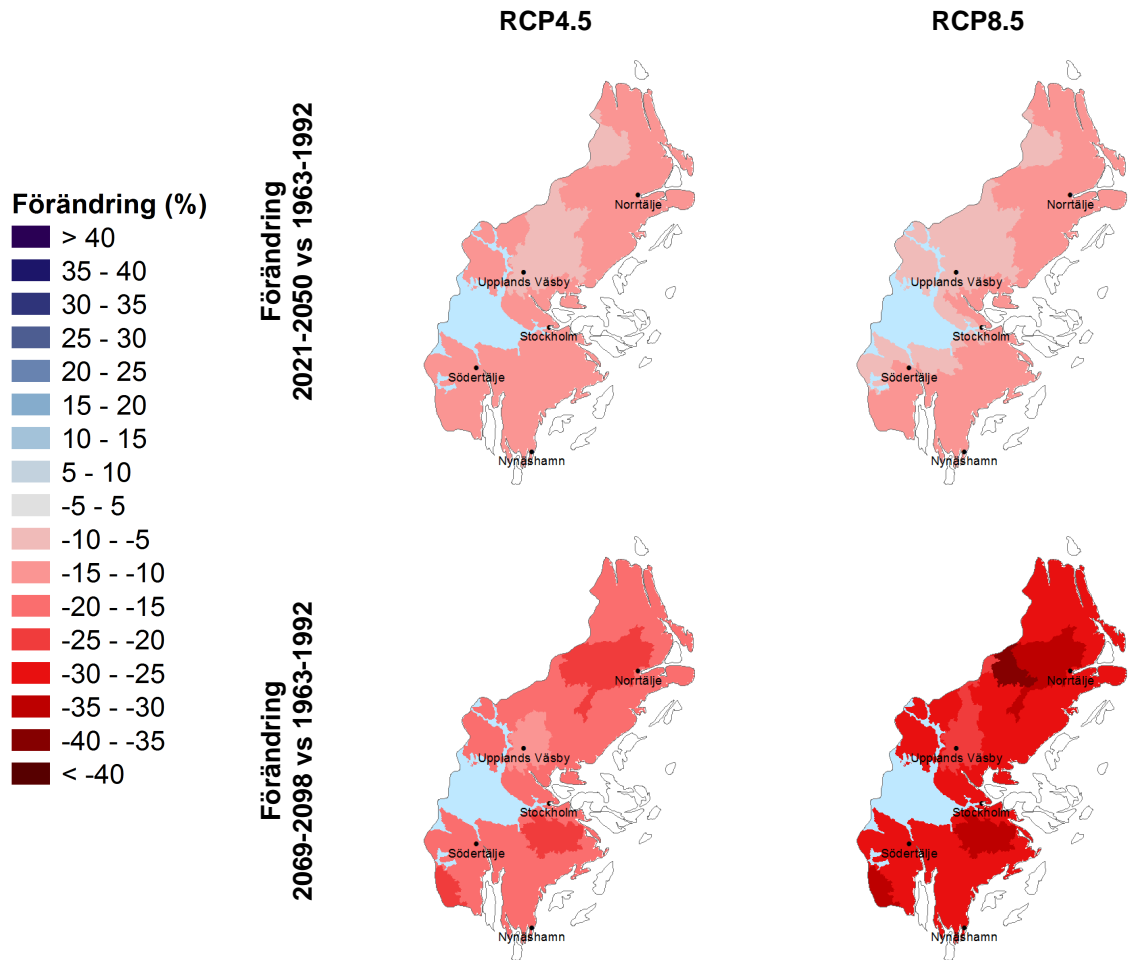 RCP4.5
RCP8.5
Förändring (%)
> 40
35 - 40
30 - 35
25 - 30
20 - 25
15 - 20
10 - 15
5 - 10
-5 - 5
-10 - -5
-15 - -10
-20 - -15
-25 - -20
-30 - -25
-35 - -30
-40 - -35
< -40
Förändring
2021-2050 vs 1963-1992
Norrtälje
Upplands Väsby
Stockholm
Södertälje
Nynäshamn
Norrtälje
Upplands Väsby
Stockholm
Södertälje
Nynäshamn
Förändring
2069-2098 vs 1963-1992
Norrtälje
Upplands Väsby
Stockholm
Södertälje
Nynäshamn
Norrtälje
Upplands Väsby
Stockholm
Södertälje
Nynäshamn